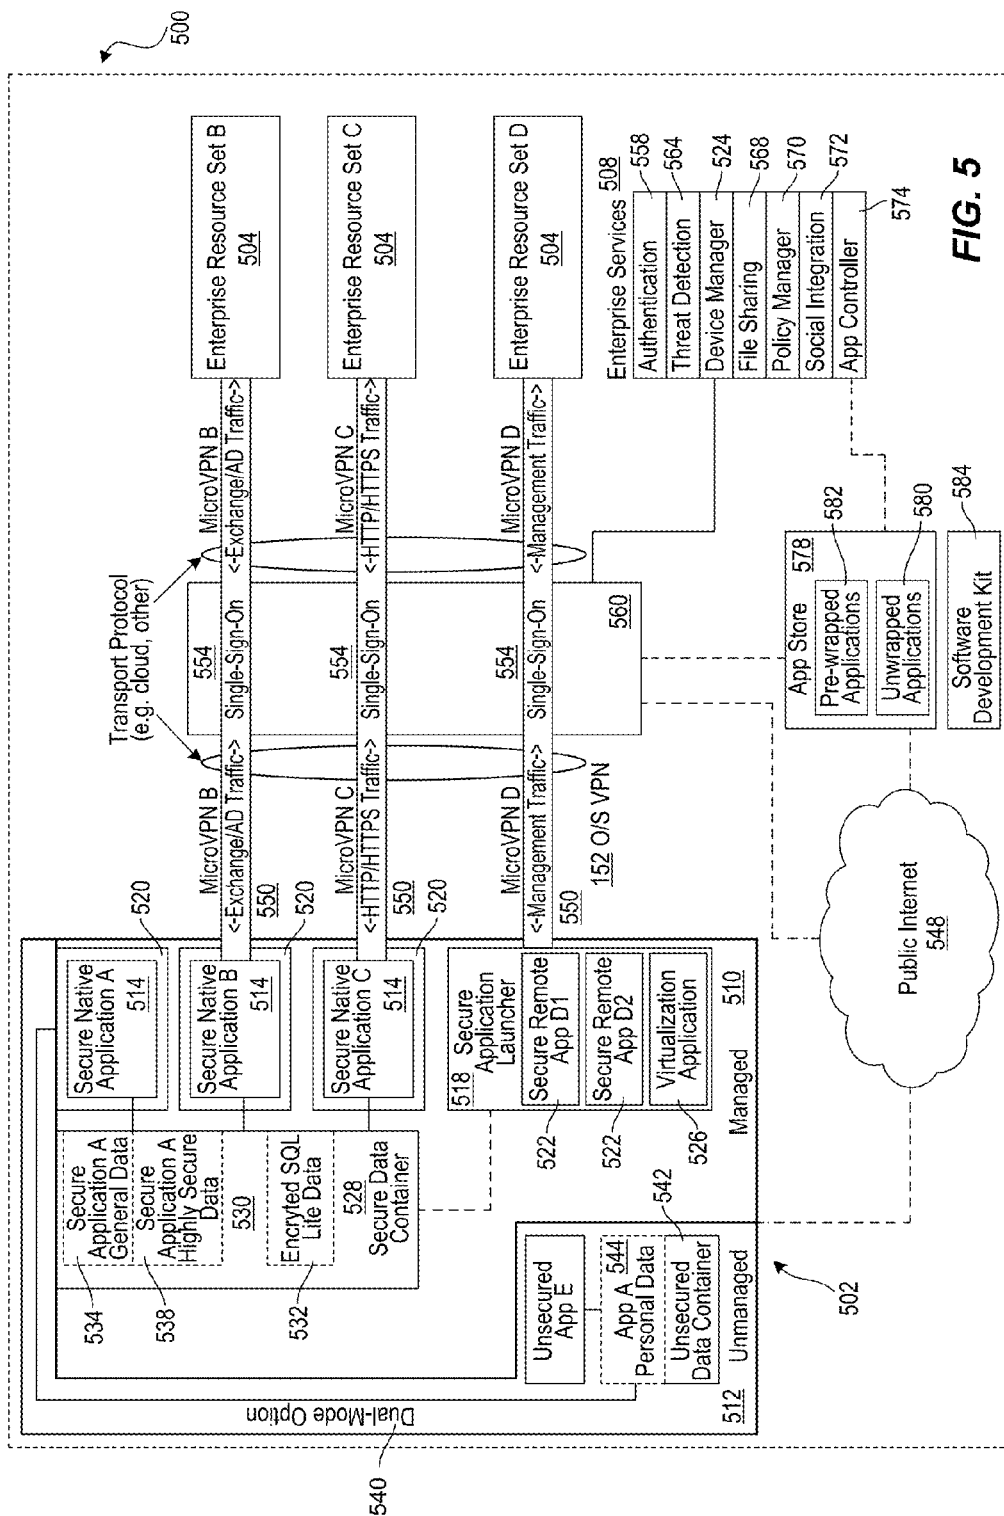 500
Transport Protocol
(e.g. cloud, other)
Dual-Mode Option
540
534
538
532
Secure
Application A
General Data
Secure
Application A
Highly Secure
Data
530
Encryted SQL
Lite Data
528
Secure Data
Container
Secure Native
Application A
514
520
Secure Native
Application B
514
520
Secure Native
Application C
514
520
518 Secure
Application
Launcher
Secure Remote
App D1
Secure Remote
App D2
Virtualization
Application
522
522
526
510
Managed
Unsecured
App E
544
App A
Personal Data
542
Unsecured
Data Container
512
Unmanaged
502
MicroVPN B
<-Exchange/AD Traffic->
550
MicroVPN C
<-HTTP/HTTPS Traffic->
550
MicroVPN D
<-Management Traffic->
550
152 O/S VPN
554
Single-Sign-On
554
Single-Sign-On
554
Single-Sign-On
560
MicroVPN B
<-Exchange/AD Traffic->
MicroVPN C
<-HTTP/HTTPS Traffic->
MicroVPN D
<-Management Traffic->
Enterprise Resource Set B
504
Enterprise Resource Set C
504
Enterprise Resource Set D
504
Enterprise Services 508
Authentication
558
Threat Detection
564
Device Manager
524
File Sharing
568
Policy Manager
570
Social Integration
572
App Controller
574
Public Internet
548
App Store 578
Pre-wrapped
Applications
582
Unwrapped
Applications
580
Software
Development Kit
584
FIG. 5